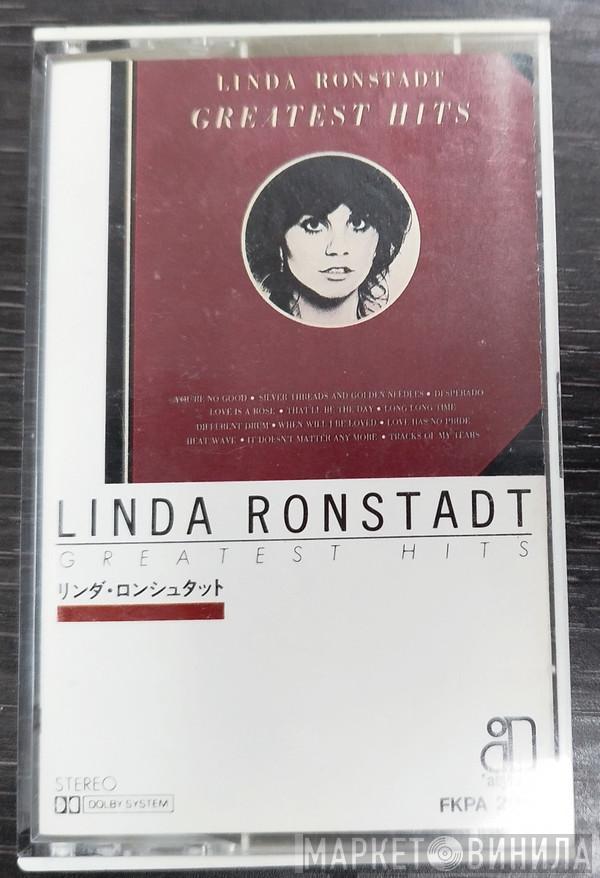 LINDA RONSTADT
GREATEST HITS
YOU'RE NO GOOD • SILVER THREADS AND GOLDEN NEEDLES • DESPERADO
LOVE IS A ROSE • THAT'LL BE THE DAY • LONG LONG TIME
DIFFERENT DRUM • WHEN WILL I BE LOVED • LOVE HAS NO PRIDE
HEAT WAVE • IT DOESN'T MATTER ANY MORE • TRACKS OF MY TEARS
LINDA RONSTADT
GREATEST HITS
リンダ・ロンシュタット
STEREO
DOLBY SYSTEM
FKPA
МАРКЕТ ВИНИЛА